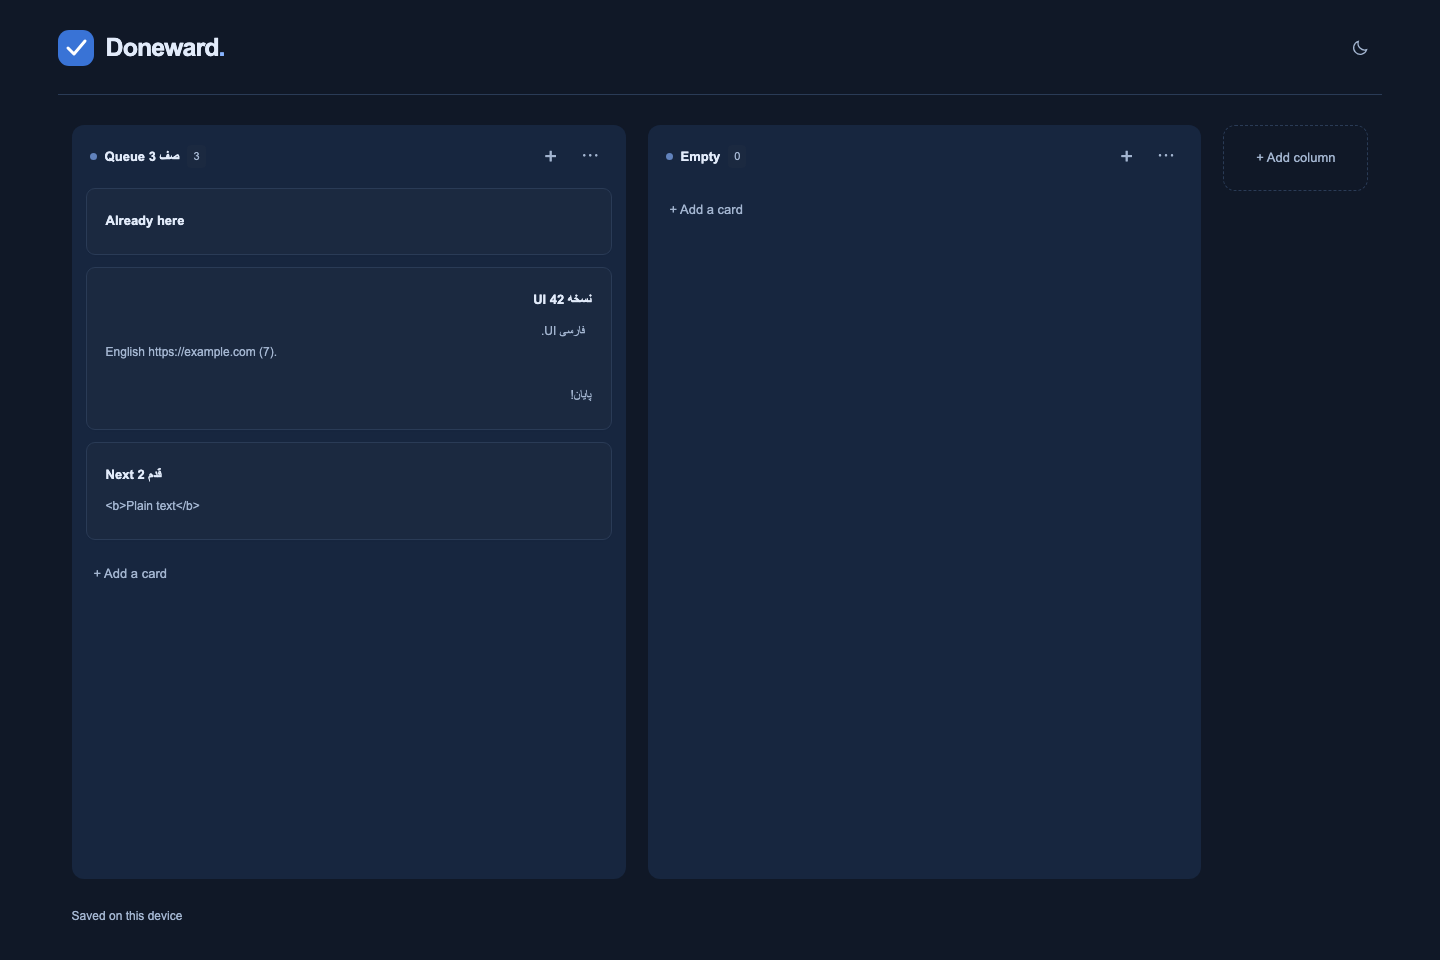 Doneward.
Queue 3 صف 3
Already here
نسخه 42 UI
فارسی UI.
English https://example.com (7).
پایان!
Next 2 قدم
<b>Plain text</b>
+ Add a card
Empty 0
+ Add a card
+ Add column
Saved on this device